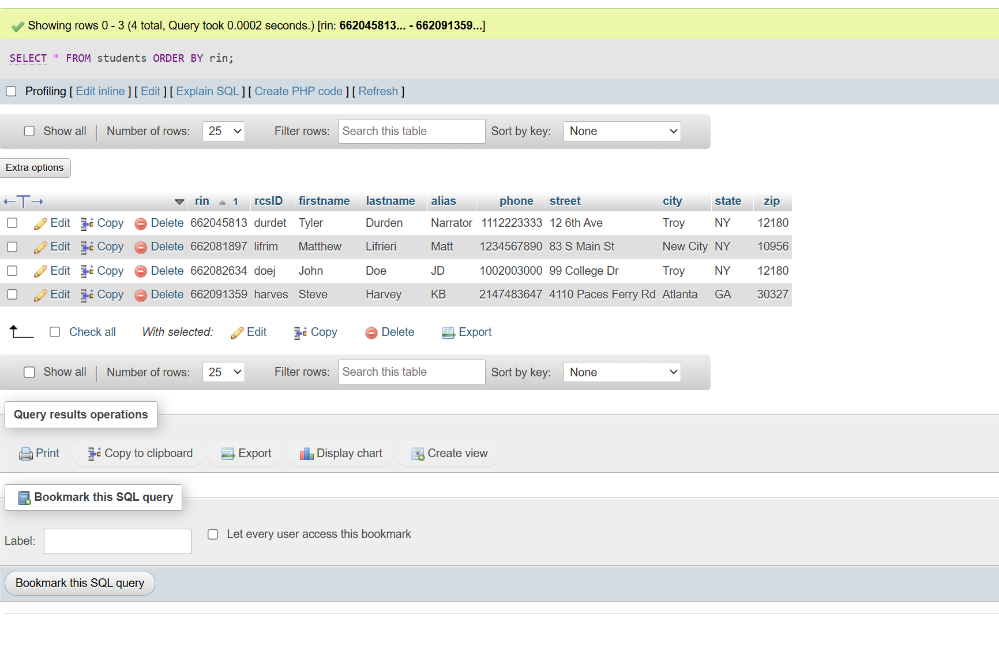 Showing rows 0 - 3 (4 total, Query took 0.0002 seconds.) [rin: 662045813... - 662091359...]
SELECT * FROM students ORDER BY rin;
Profiling [ Edit inline ] [ Edit ] [ Explain SQL ] [ Create PHP code ] [ Refresh ]
Show all Number of rows: 25 Filter rows: Search this table Sort by key: None
Extra options
←T→ rin 1 rcsID firstname lastname alias phone street city state zip
Edit Copy Delete 662045813 durdet Tyler Durden Narrator 1112223333 12 6th Ave Troy NY 12180
Edit Copy Delete 662081897 lifrim Matthew Lifrieri Matt 1234567890 83 S Main St New City NY 10956
Edit Copy Delete 662082634 doej John Doe JD 1002003000 99 College Dr Troy NY 12180
Edit Copy Delete 662091359 harves Steve Harvey KB 2147483647 4110 Paces Ferry Rd Atlanta GA 30327
Check all With selected: Edit Copy Delete Export
Show all Number of rows: 25 Filter rows: Search this table Sort by key: None
Query results operations
Print Copy to clipboard Export Display chart Create view
Bookmark this SQL query
Label: Let every user access this bookmark
Bookmark this SQL query